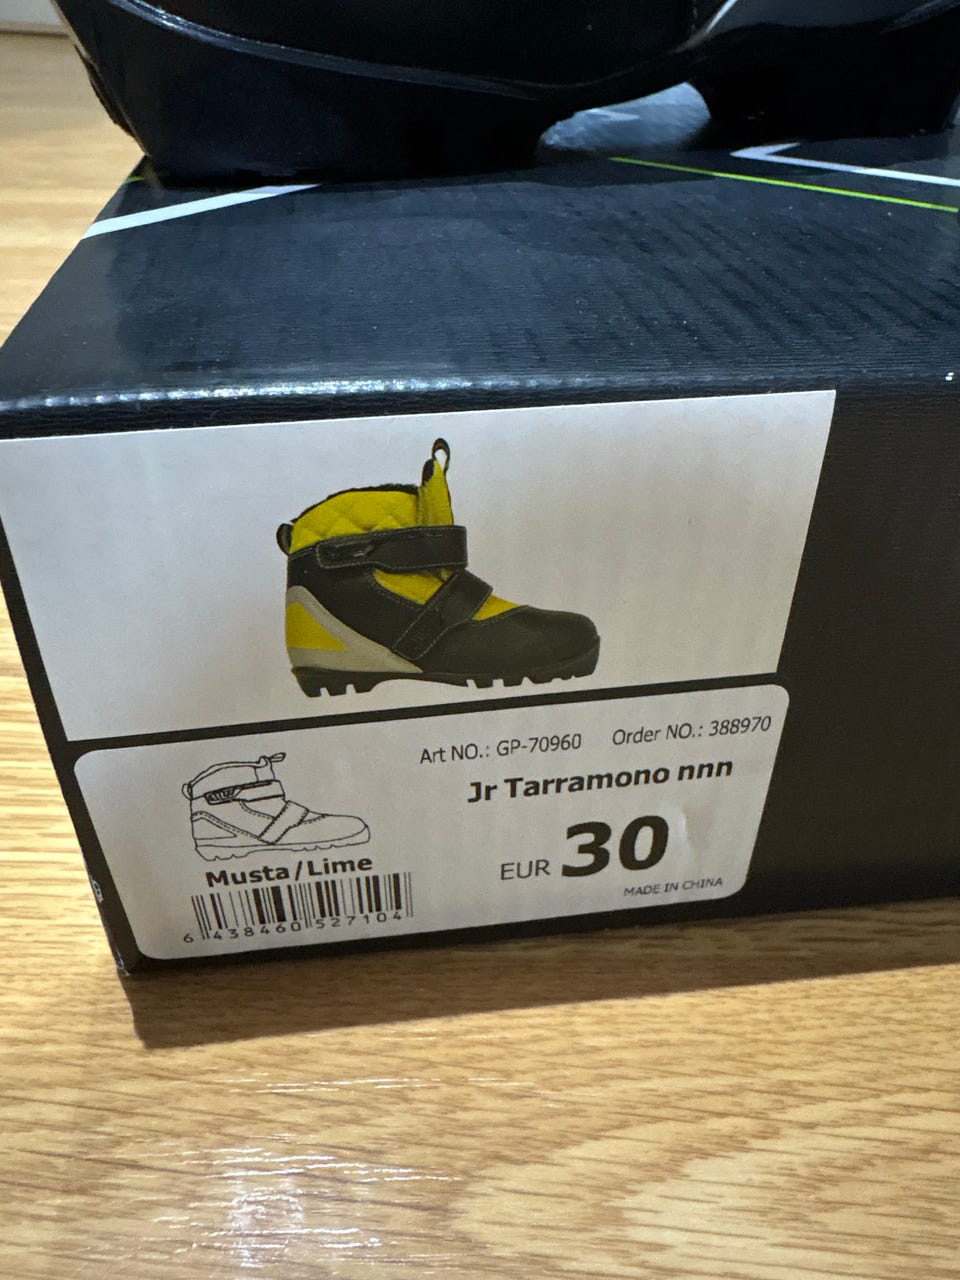 Art NO.: GP-70960 Order NO.: 388970
Jr Tarramono nnn
EUR 30
MADE IN CHINA
Musta/Lime
6 438460 527104